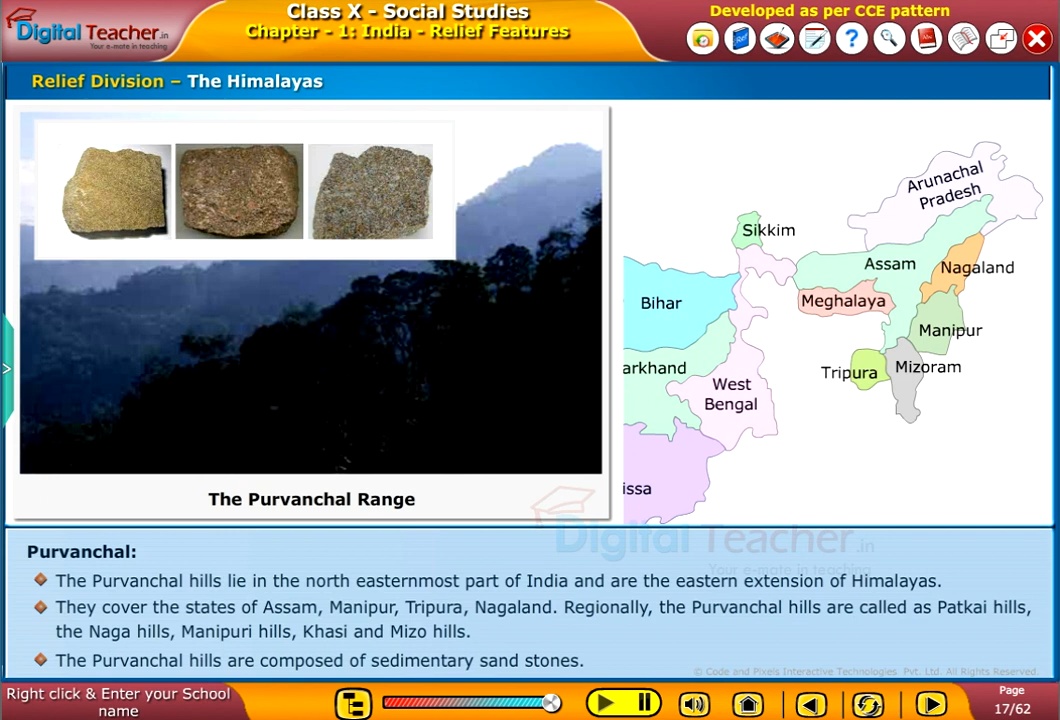 Digital Teacher.in
Your e-mate in teaching
Class X - Social Studies
Chapter - 1: India - Relief Features
Developed as per CCE pattern
Relief Division – The Himalayas
The Purvanchal Range
Arunachal
Pradesh
Sikkim
Assam
Nagaland
Bihar
Meghalaya
Manipur
arkhand
Tripura
Mizoram
West
Bengal
issa
Digital Teacher.in
Your e-mate in teaching
Purvanchal:
The Purvanchal hills lie in the north easternmost part of India and are the eastern extension of Himalayas.
They cover the states of Assam, Manipur, Tripura, Nagaland. Regionally, the Purvanchal hills are called as Patkai hills,
the Naga hills, Manipuri hills, Khasi and Mizo hills.
The Purvanchal hills are composed of sedimentary sand stones.
© Code and Pixels Interactive Technologies. Pvt. Ltd. All Rights Reserved.
Right click & Enter your School
name
Page
17/62